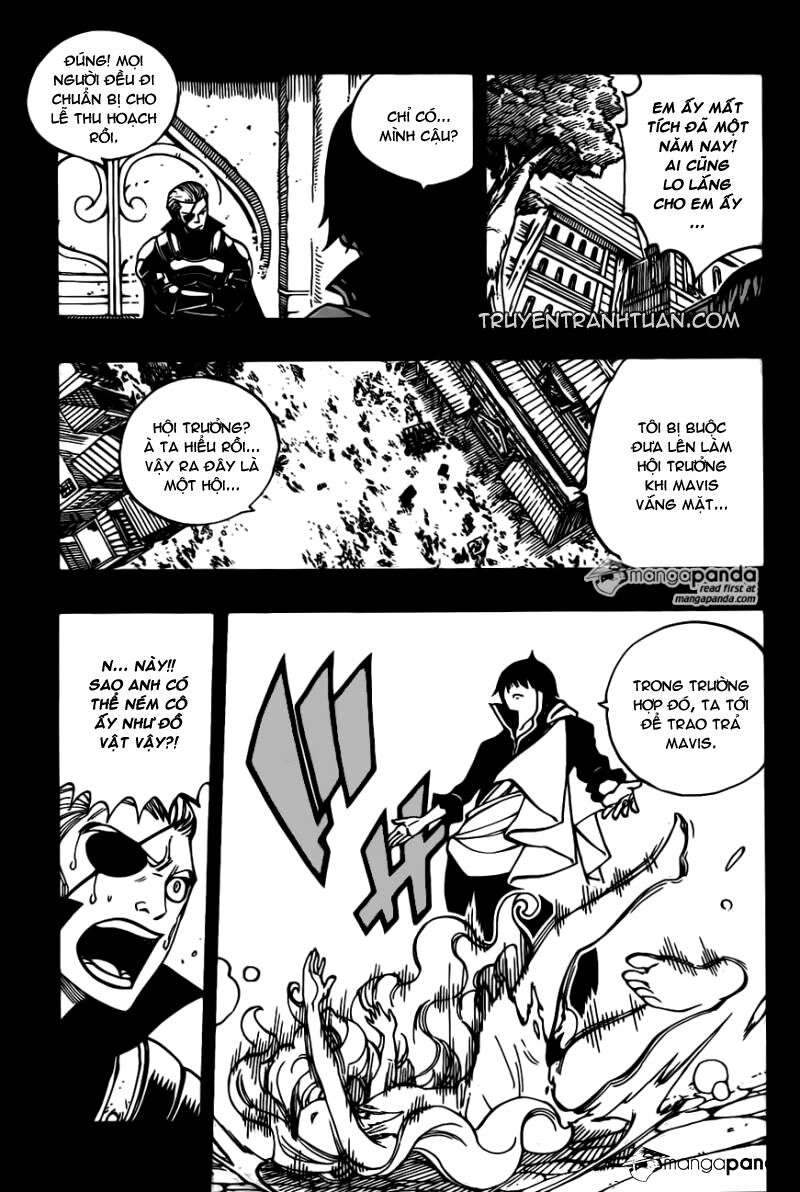 EM ẤY MẤT
TÍCH ĐÃ MỘT
NĂM NAY!
AI CŨNG
LO LẮNG
CHO EM ẤY
...
CHỈ CÓ...
MÌNH CẬU?
ĐÚNG! MỌI
NGƯỜI ĐỀU ĐI
CHUẨN BỊ CHO
LỄ THU HOẠCH
RỒI.
TRUYENTRANHTUAN.COM
TÔI BỊ BUỘC
ĐƯA LÊN LÀM
HỘI TRƯỞNG
KHI MAVIS
VẮNG MẶT...
HỘI TRƯỞNG?
À TA HIỂU RỒI...
VẬY RA ĐÂY LÀ
MỘT HỘI...
mangapanda
read first at
mangapanda.com
TRONG TRƯỜNG
HỢP ĐÓ, TA TỚI
ĐỂ TRAO TRẢ
MAVIS.
N... NÀY!!
SAO ANH CÓ
THỂ NÉM CÔ
ẤY NHƯ ĐỒ
VẬT VẬY?!
mangapanda